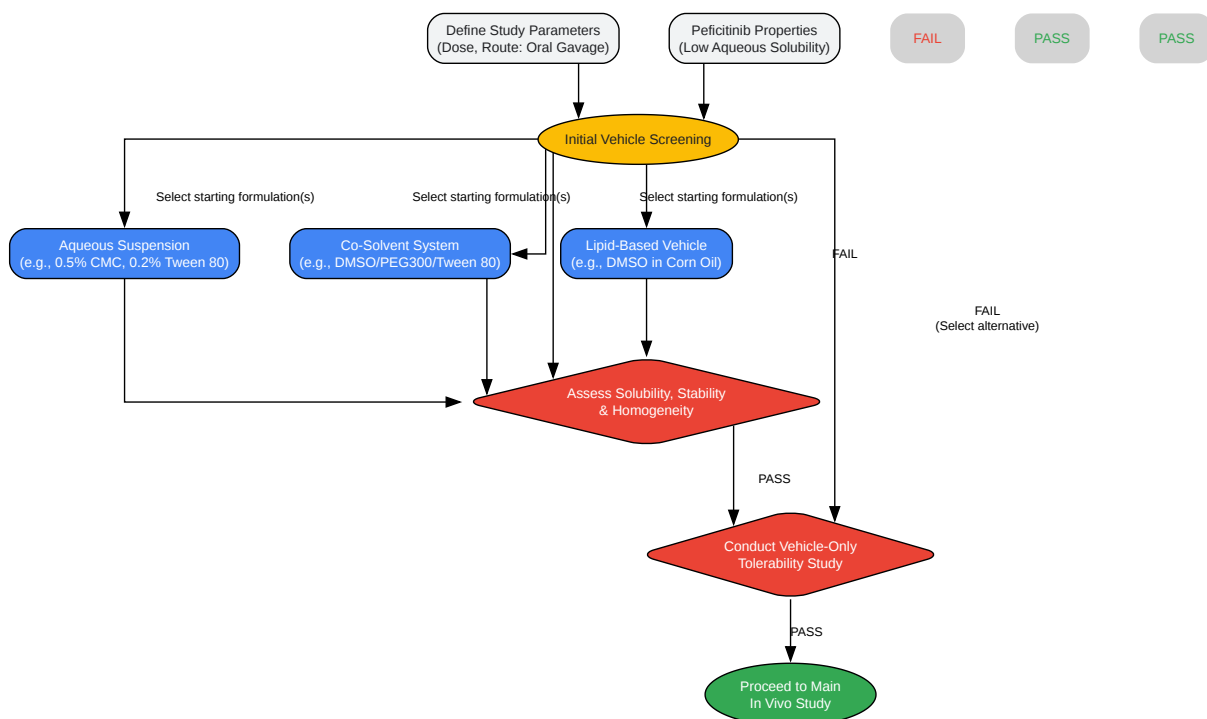 Define Study Parameters
(Dose, Route: Oral Gavage)
Peficitinib Properties
(Low Aqueous Solubility)
FAIL
PASS
PASS
Initial Vehicle Screening
Select starting formulation(s)
Select starting formulation(s)
Select starting formulation(s)
Aqueous Suspension
(e.g., 0.5% CMC, 0.2% Tween 80)
Co-Solvent System
(e.g., DMSO/PEG300/Tween 80)
Lipid-Based Vehicle
(e.g., DMSO in Corn Oil)
FAIL
FAIL
(Select alternative)
Assess Solubility, Stability
& Homogeneity
PASS
Conduct Vehicle-Only
Tolerability Study
PASS
Proceed to Main
In Vivo Study